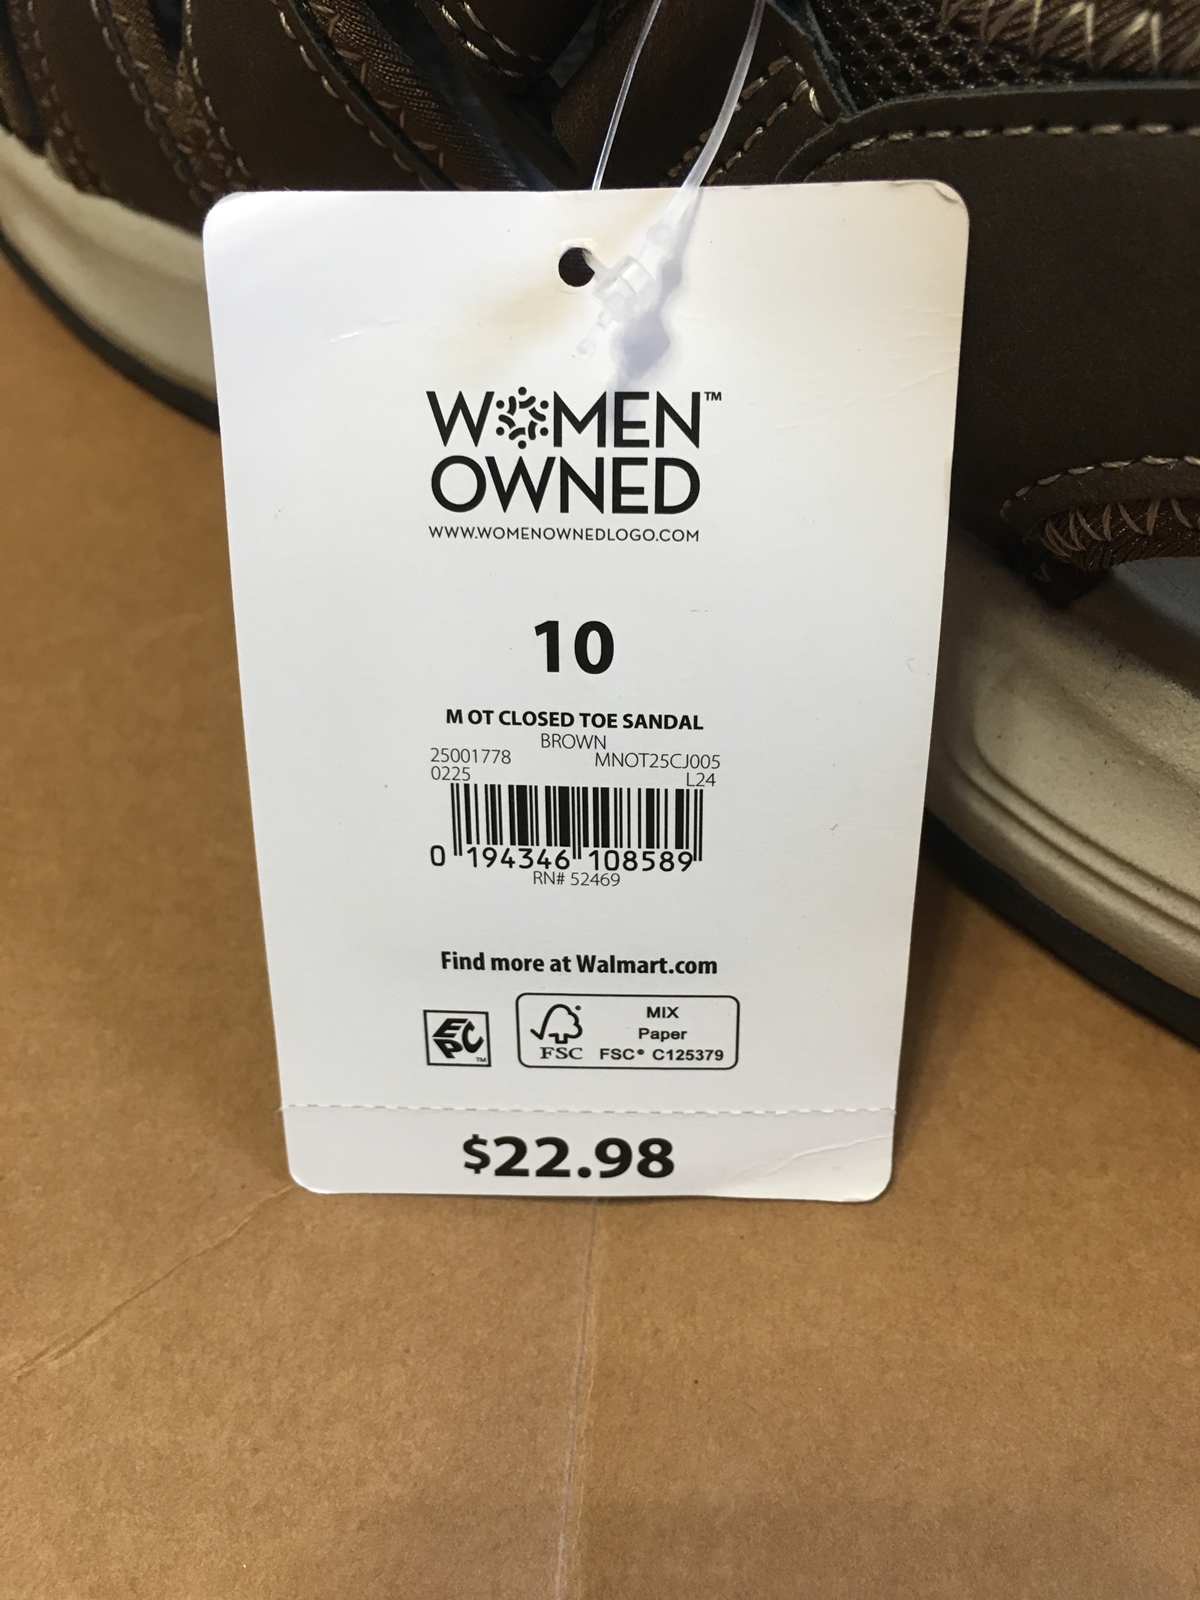 WOMEN™
OWNED
WWW.WOMENOWNEDLOGO.COM
10
M OT CLOSED TOE SANDAL
BROWN
25001778 MNOT25CJ005
0225 L24
0 194346 108589
RN# 52469
Find more at Walmart.com
EPC™
FSC
MIX
Paper
FSC® C125379
$22.98